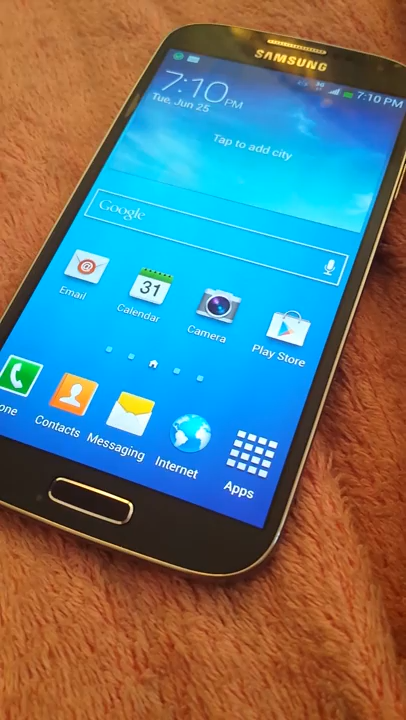 SAMSUNG
7:10 PM
7:10 PM
Tue, Jun 25
Tap to add city
Google
@
31
Email
Calendar
Camera
Play Store
one
Contacts
Messaging
Internet
Apps